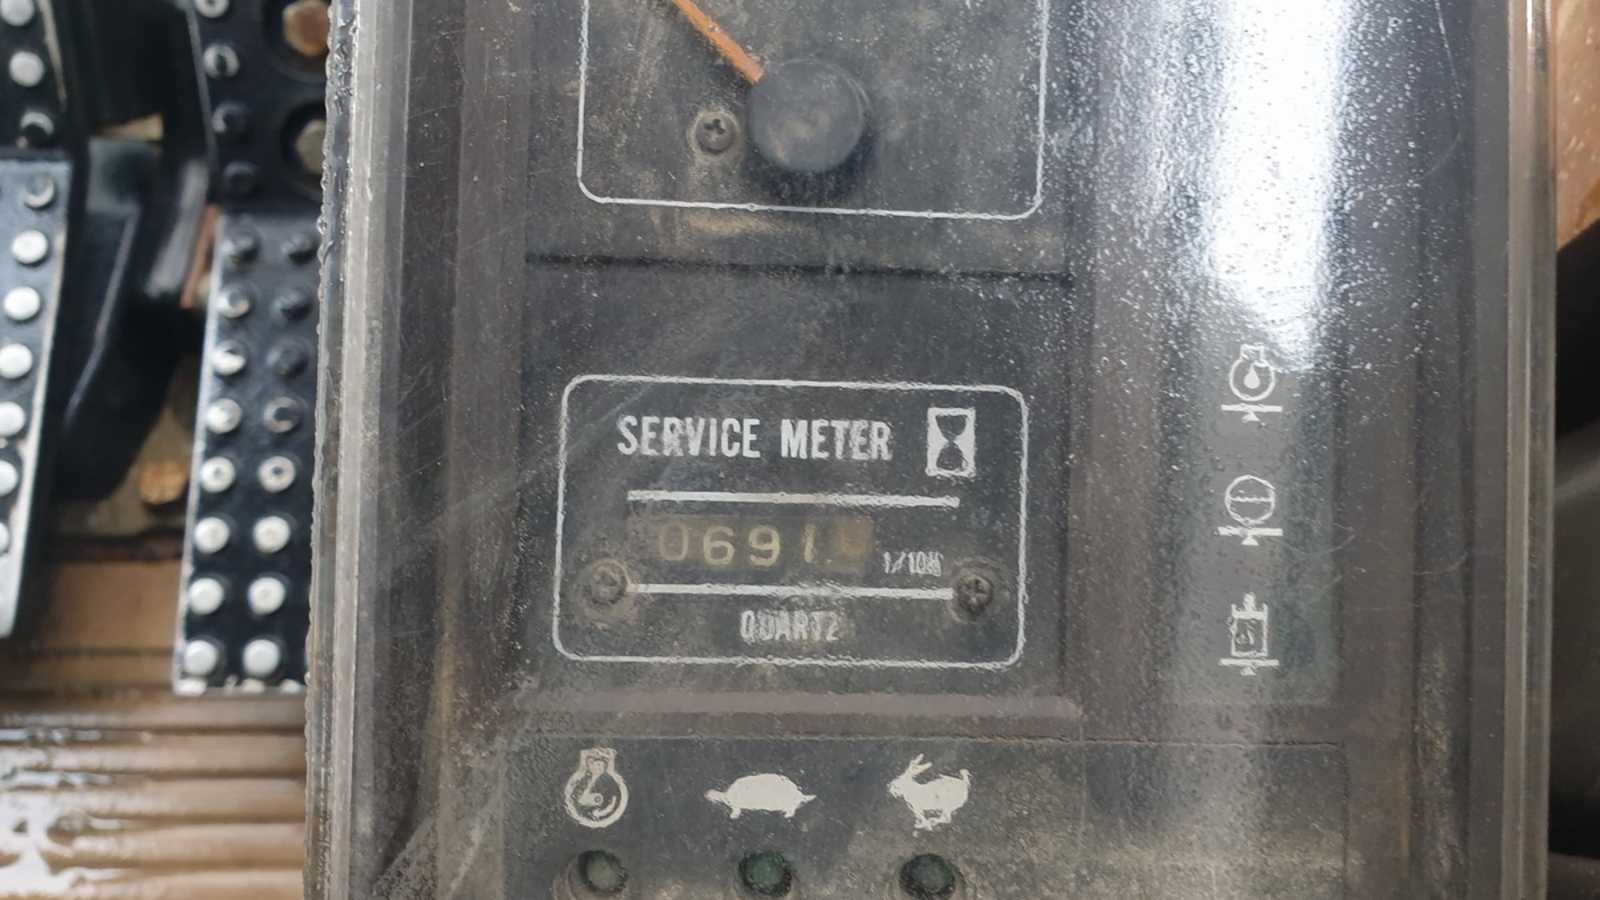 SERVICE METER
0691
1/10H
QUARTZ